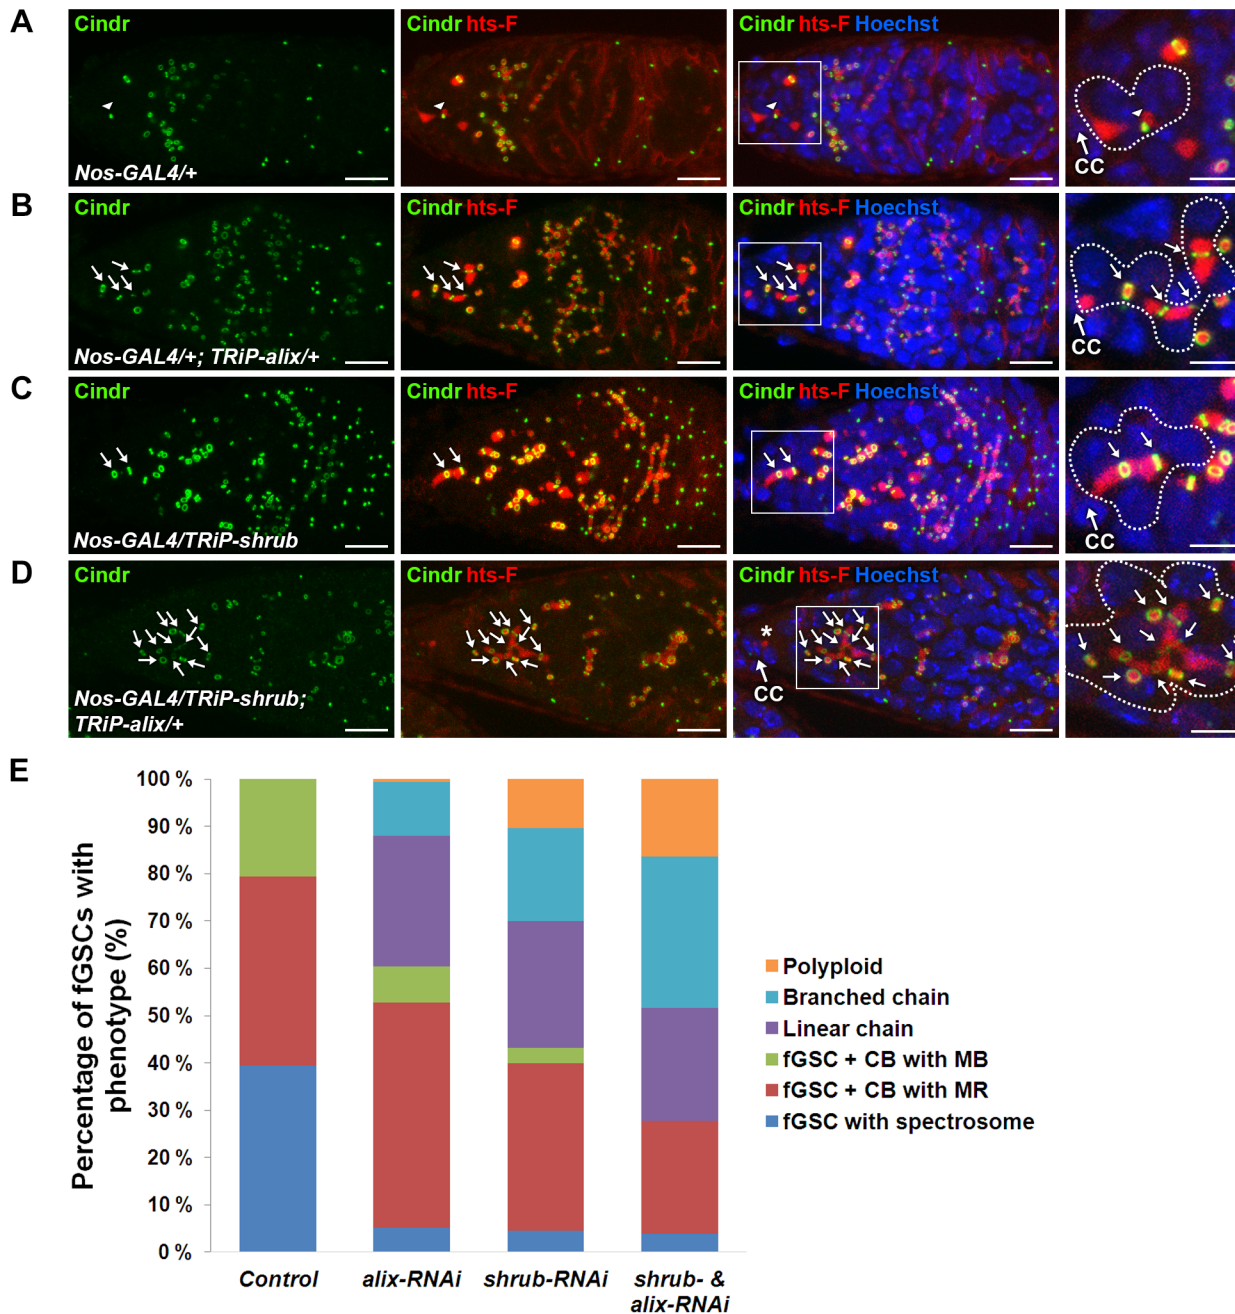 A
Cindr
Nos-GAL4/+
Cindr hts-F
Cindr hts-F Hoechst
CC
B
Cindr
Nos-GAL4/+; TRiP-alix/+
Cindr hts-F
Cindr hts-F Hoechst
CC
C
Cindr
Nos-GAL4/TRiP-shrub
Cindr hts-F
Cindr hts-F Hoechst
CC
D
Cindr
Nos-GAL4/TRiP-shrub;
TRiP-alix/+
Cindr hts-F
Cindr hts-F Hoechst
*
CC
E
Percentage of fGSCs with
phenotype (%)
100 %
90 %
80 %
70 %
60 %
50 %
40 %
30 %
20 %
10 %
0 %
Control
alix-RNAi
shrub-RNAi
shrub- &
alix-RNAi
Polyploid
Branched chain
Linear chain
fGSC + CB with MB
fGSC + CB with MR
fGSC with spectrosome